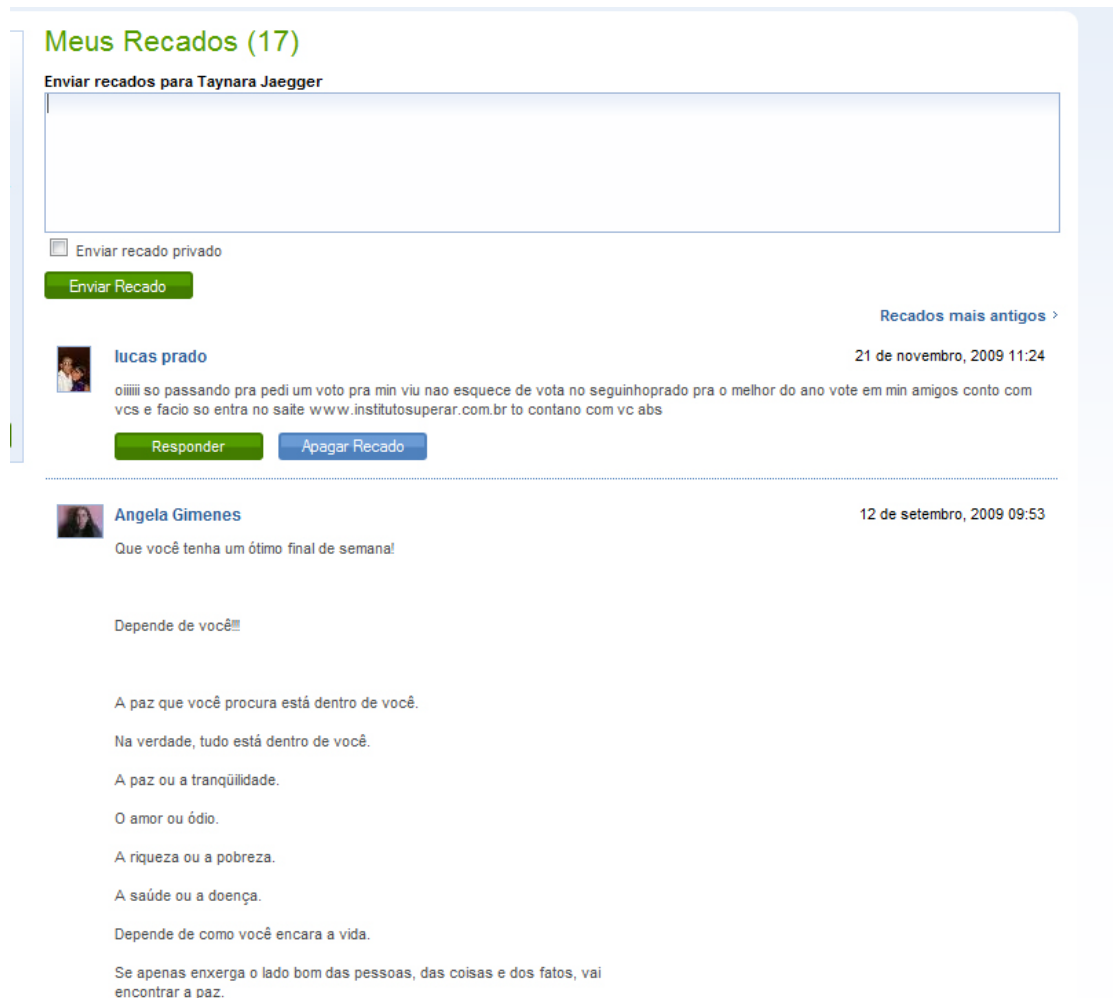 Meus Recados (17)
Enviar recados para Taynara Jaegger
Enviar recado privado
Enviar Recado
Recados mais antigos >
lucas prado
21 de novembro, 2009 11:24
oiiiiii so passando pra pedi um voto pra min viu nao esquece de vota no seguinhoprado pra o melhor do ano vote em min amigos conto com
vcs e facio so entra no saite www.institutosuperar.com.br to contano com vc abs
Responder
Apagar Recado
Angela Gimenes
12 de setembro, 2009 09:53
Que você tenha um ótimo final de semana!
Depende de você!!!
A paz que você procura está dentro de você.
Na verdade, tudo está dentro de você.
A paz ou a tranqüilidade.
O amor ou ódio.
A riqueza ou a pobreza.
A saúde ou a doença.
Depende de como você encara a vida.
Se apenas enxerga o lado bom das pessoas, das coisas e dos fatos, vai
encontrar a paz.